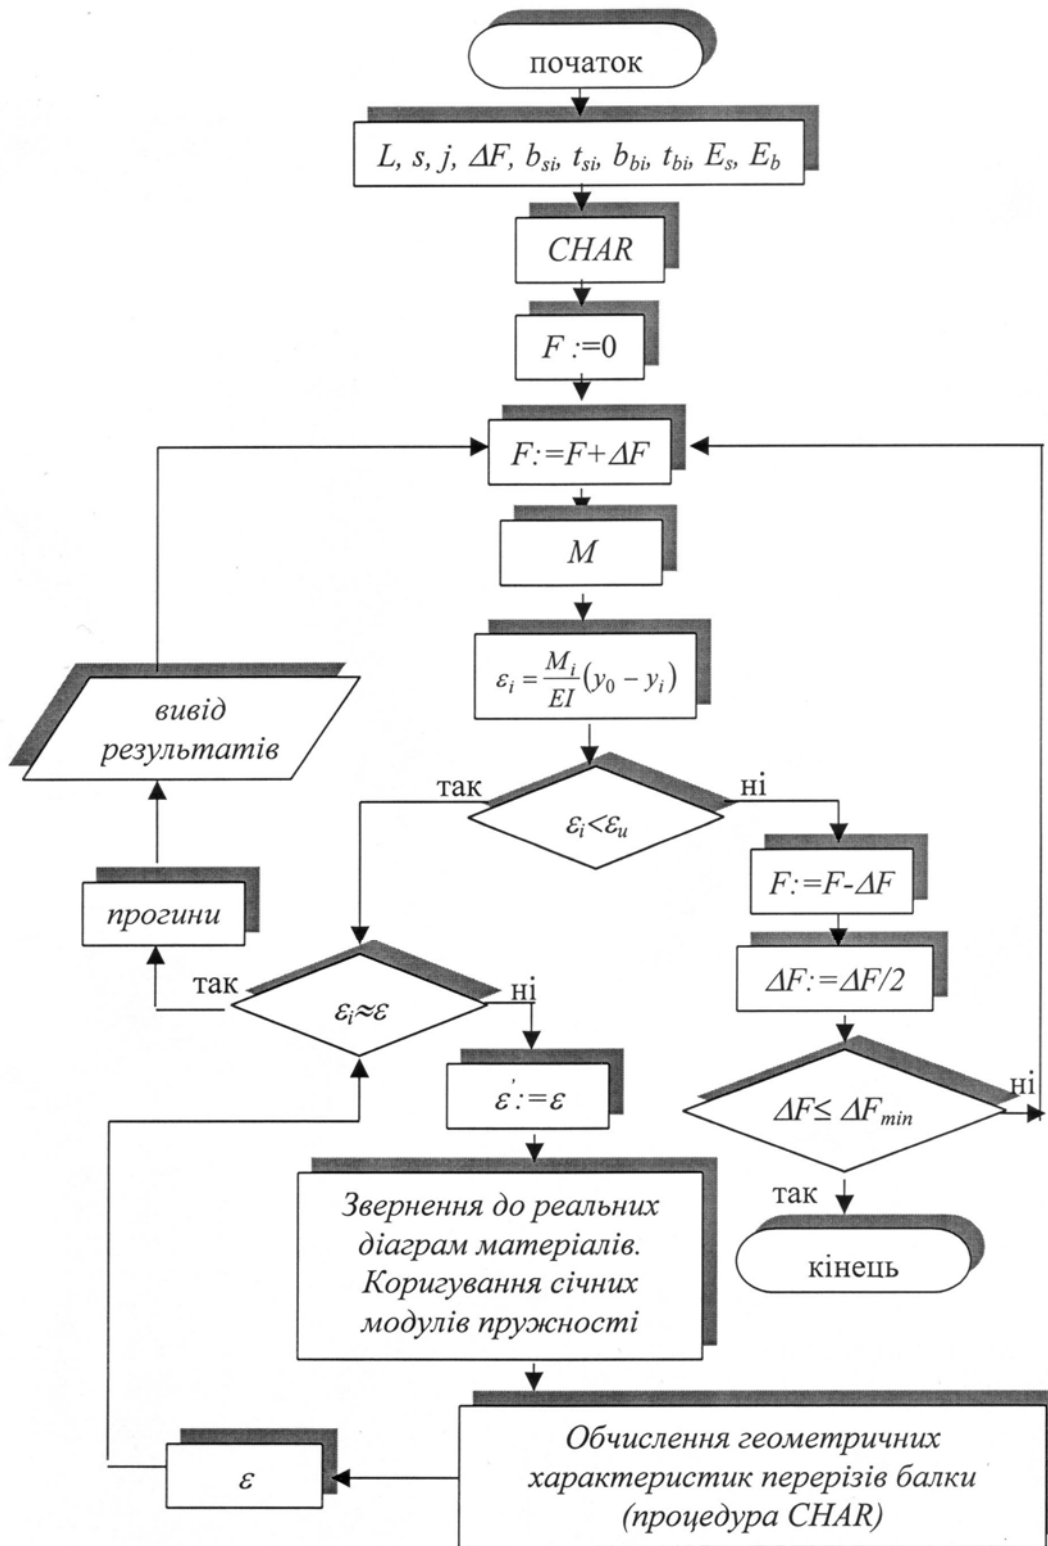 початок
L, s, j, ΔF, b_si, t_si, b_bi, t_bi, E_s, E_b
CHAR
F :=0
F:=F+ΔF
M
ε_i = M_i/EI (y_0 − y_i)
вивід
результатів
так
ні
ε_i<ε_u
F:=F-ΔF
прогини
ΔF:=ΔF/2
так
ні
ε_i≈ε
ні
ε':=ε
ΔF≤ ΔF_min
Звернення до реальних
діаграм матеріалів.
Коригування січних
модулів пружності
так
кінець
Обчислення геометричних
характеристик перерізів балки
(процедура CHAR)
ε